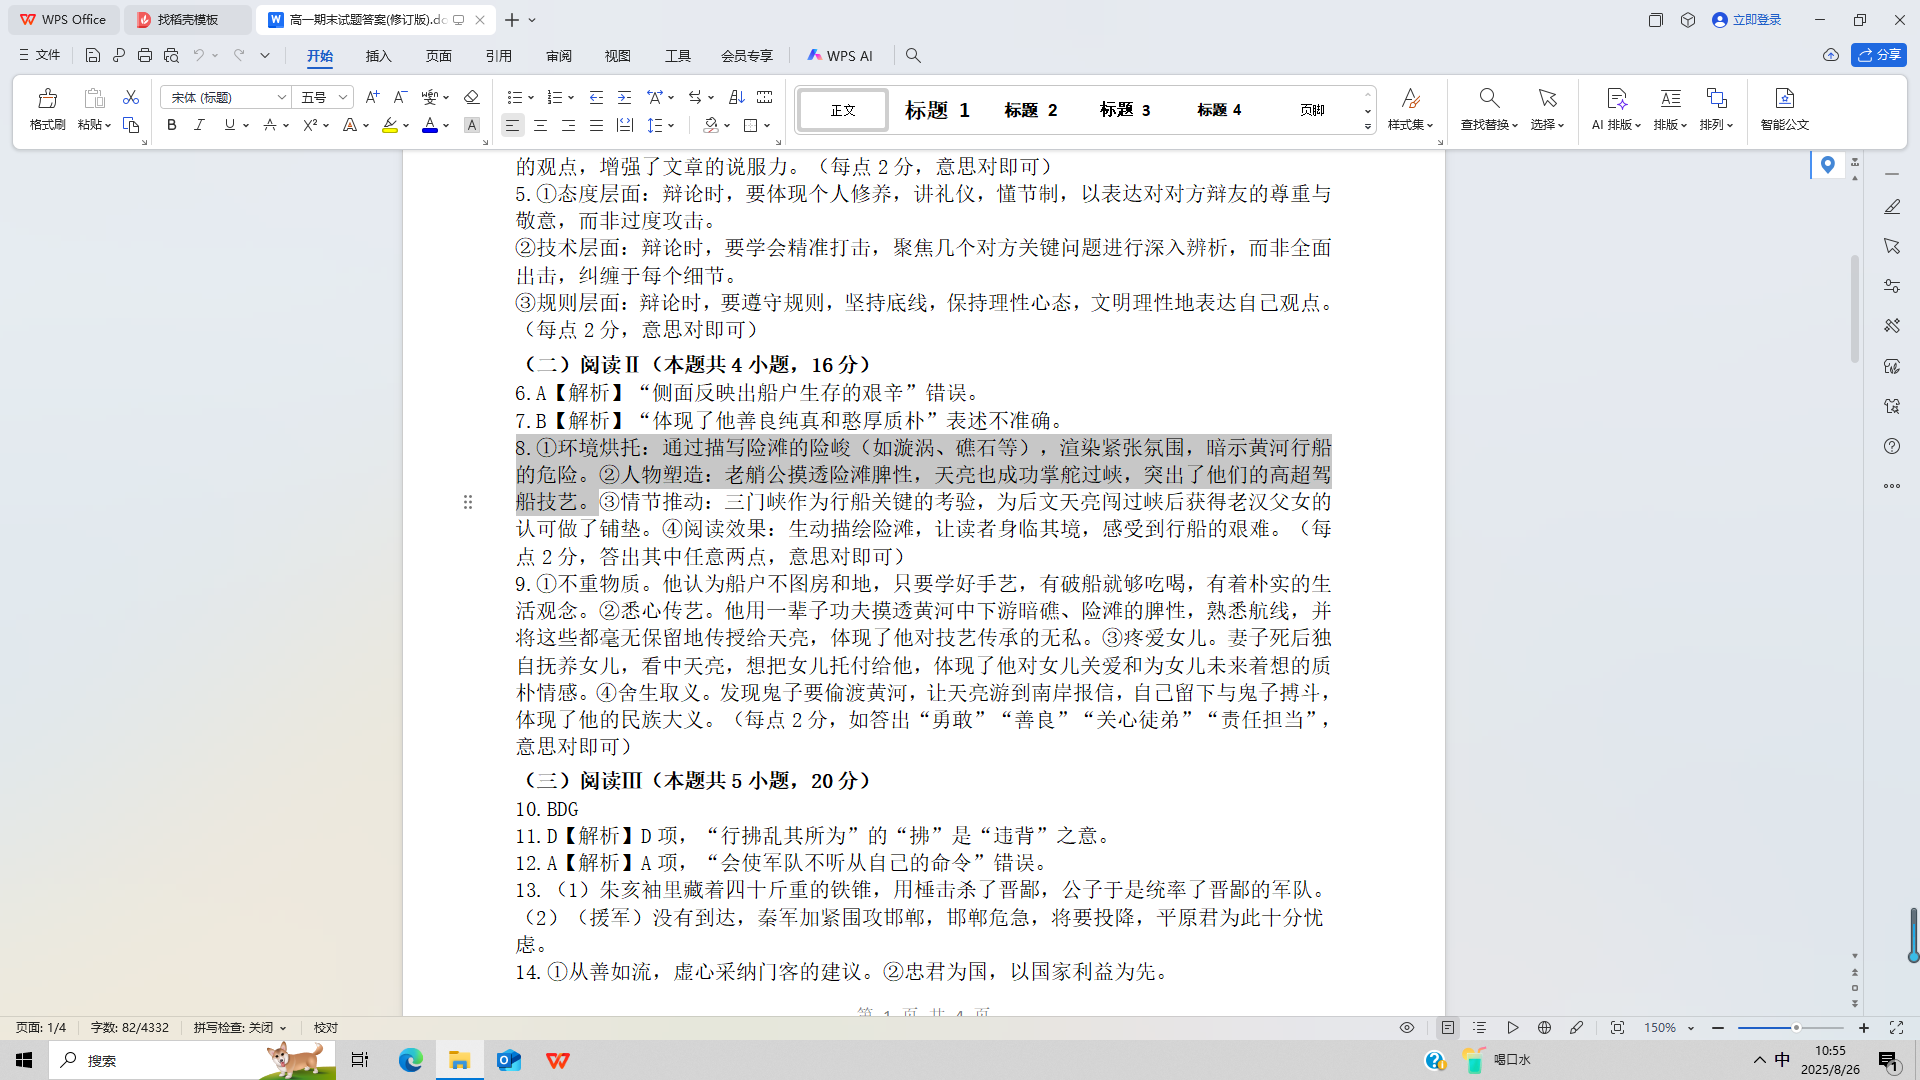 WPS Office
找稻壳模板
高一期末试题答案(修订版).dc
立即登录
文件
开始
插入
页面
引用
审阅
视图
工具
会员专享
WPS AI
分享
格式刷
粘贴
宋体 (标题)
五号
正文
标题 1
标题 2
标题 3
标题 4
页脚
样式集
查找替换
选择
AI 排版
排版
排列
智能公文
的观点，增强了文章的说服力。（每点 2 分，意思对即可）
5.①态度层面：辩论时，要体现个人修养，讲礼仪，懂节制，以表达对对方辩友的尊重与
敬意，而非过度攻击。
②技术层面：辩论时，要学会精准打击，聚焦几个对方关键问题进行深入辨析，而非全面
出击，纠缠于每个细节。
③规则层面：辩论时，要遵守规则，坚持底线，保持理性心态，文明理性地表达自己观点。
（每点 2 分，意思对即可）
（二）阅读Ⅱ（本题共 4 小题，16 分）
6.A【解析】“侧面反映出船户生存的艰辛”错误。
7.B【解析】“体现了他善良纯真和憨厚质朴”表述不准确。
8.①环境烘托：通过描写险滩的险峻（如漩涡、礁石等），渲染紧张氛围，暗示黄河行船
的危险。②人物塑造：老艄公摸透险滩脾性，天亮也成功掌舵过峡，突出了他们的高超驾
船技艺。③情节推动：三门峡作为行船关键的考验，为后文天亮闯过峡后获得老汉父女的
认可做了铺垫。④阅读效果：生动描绘险滩，让读者身临其境，感受到行船的艰难。（每
点 2 分，答出其中任意两点，意思对即可）
9.①不重物质。他认为船户不图房和地，只要学好手艺，有破船就够吃喝，有着朴实的生
活观念。②悉心传艺。他用一辈子功夫摸透黄河中下游暗礁、险滩的脾性，熟悉航线，并
将这些都毫无保留地传授给天亮，体现了他对技艺传承的无私。③疼爱女儿。妻子死后独
自抚养女儿，看中天亮，想把女儿托付给他，体现了他对女儿关爱和为女儿未来着想的质
朴情感。④舍生取义。发现鬼子要偷渡黄河，让天亮游到南岸报信，自己留下与鬼子搏斗，
体现了他的民族大义。（每点 2 分，如答出“勇敢”“善良”“关心徒弟”“责任担当”，
意思对即可）
（三）阅读Ⅲ（本题共 5 小题，20 分）
10.BDG
11.D【解析】D 项，“行拂乱其所为”的“拂”是“违背”之意。
12.A【解析】A 项，“会使军队不听从自己的命令”错误。
13.（1）朱亥袖里藏着四十斤重的铁锥，用棰击杀了晋鄙，公子于是统率了晋鄙的军队。
（2）（援军）没有到达，秦军加紧围攻邯郸，邯郸危急，将要投降，平原君为此十分忧
虑。
14.①从善如流，虚心采纳门客的建议。②忠君为国，以国家利益为先。
第 1 页 共 4 页
页面: 1/4
字数: 82/4332
拼写检查: 关闭
校对
150%
搜索
喝口水
中
10:55
2025/8/26
1